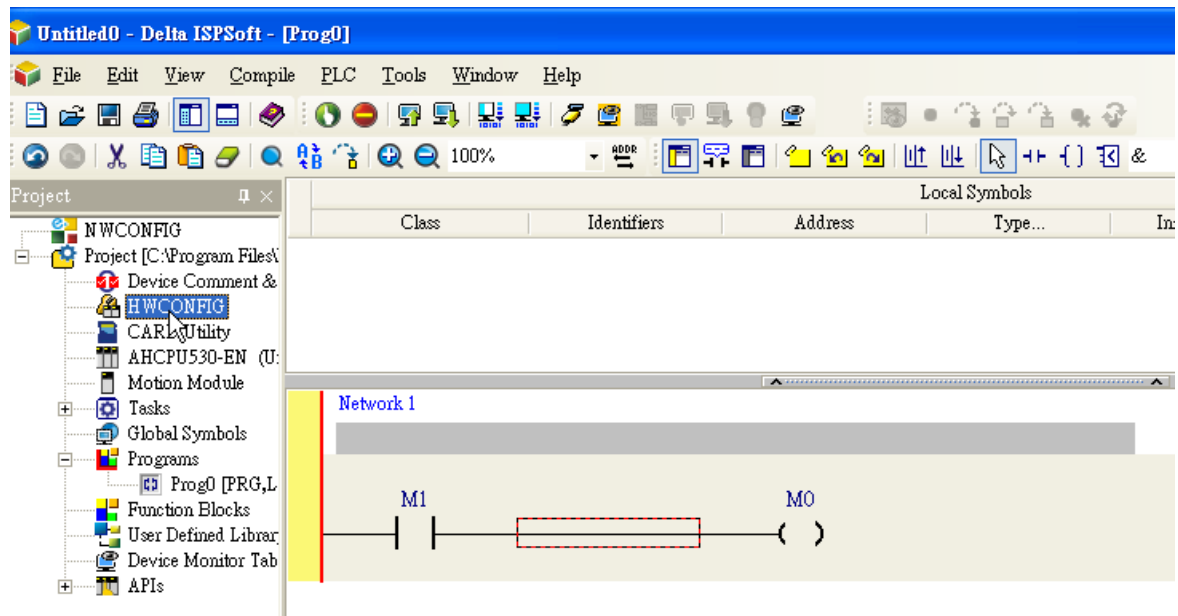 Untitled0 - Delta ISPSoft - [Prog0]
File Edit View Compile PLC Tools Window Help
100% ADDR &
Project
Local Symbols
Class Identifiers Address Type...
NWCONFIG
Project [C:\Program Files\
Device Comment &
HWCONFIG
CARD Utility
AHCPU530-EN (U:
Motion Module
Tasks
Global Symbols
Programs
Prog0 [PRG,L
Function Blocks
User Defined Librar
Device Monitor Tab
APIs
Network 1
M1 M0